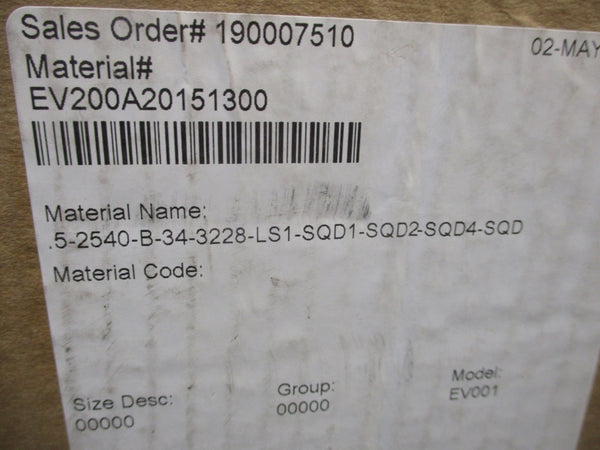 Sales Order# 190007510
02-MAY
Material#
EV200A20151300
Material Name:
.5-2540-B-34-3228-LS1-SQD1-SQD2-SQD4-SQD
Material Code:
Size Desc:
00000
Group:
00000
Model:
EV001